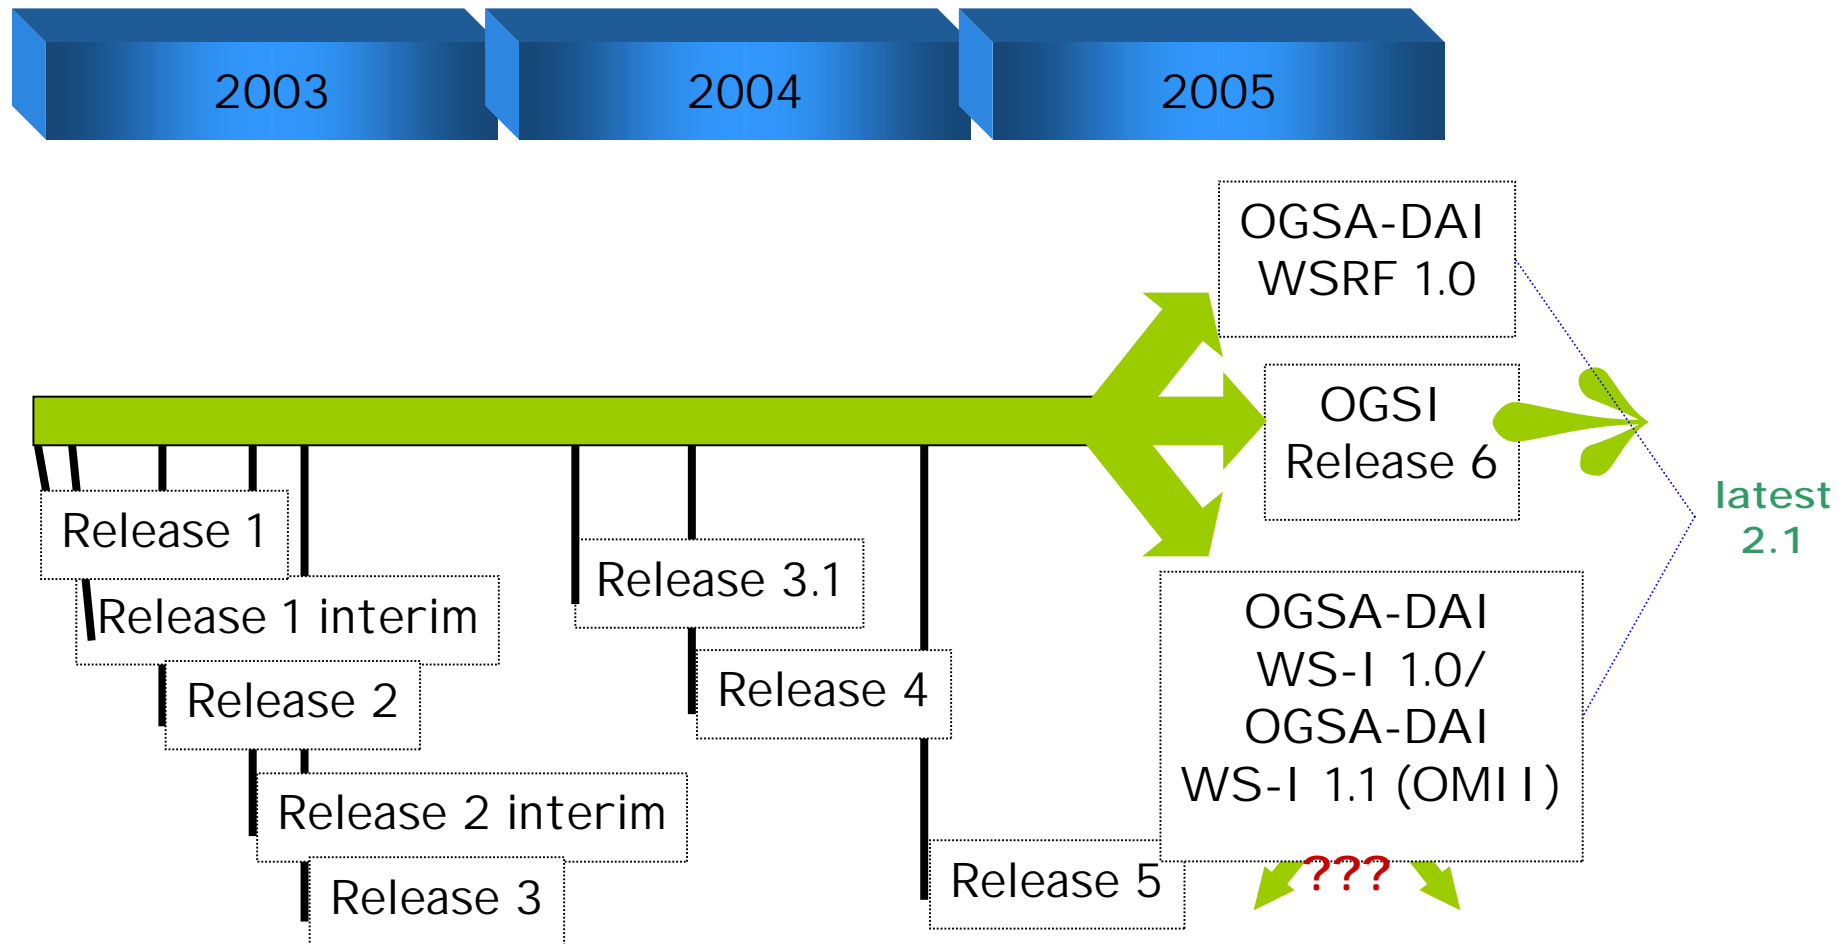 2003
2004
2005
OGSA-DAI
WSRF 1.0
OGSI
Release 6
latest
2.1
Release 1
Release 1 interim
Release 2
Release 2 interim
Release 3
Release 3.1
Release 4
Release 5
OGSA-DAI
WS-I 1.0/
OGSA-DAI
WS-I 1.1 (OMII)
???